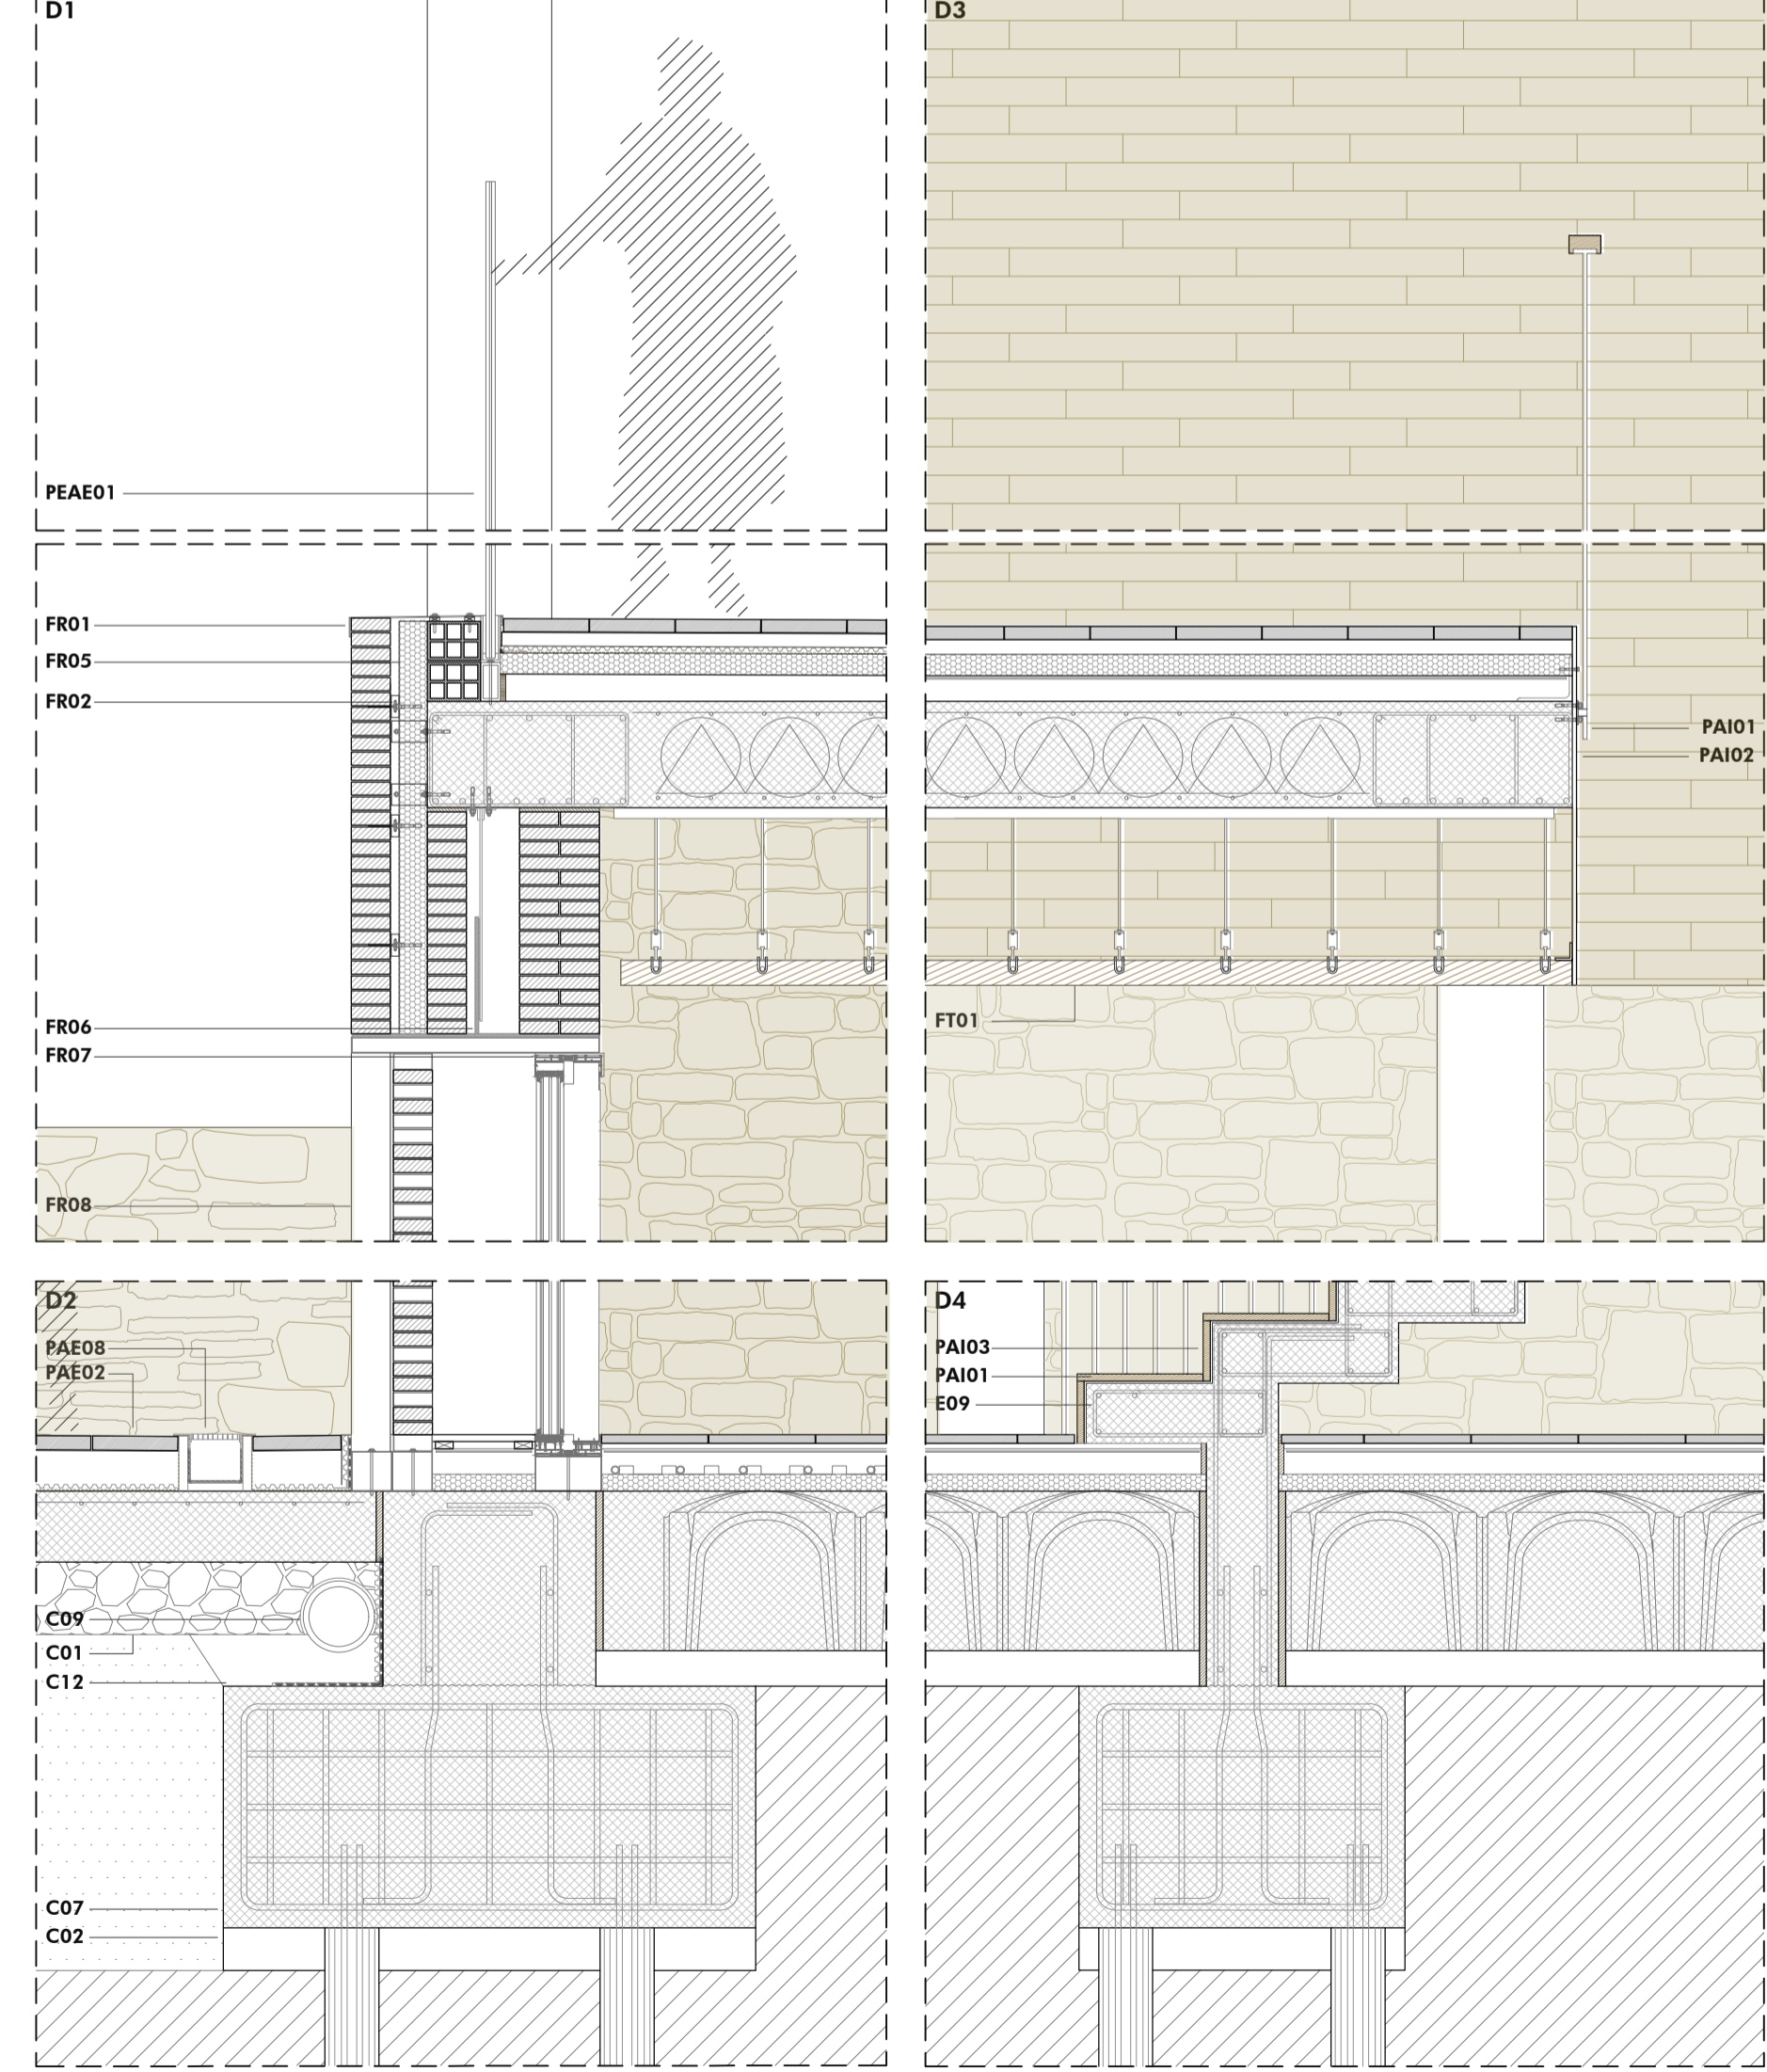 D1
PEAE01
FR01
FR05
FR02
FR06
FR07
FR08
D3
PAI01
PAI02
FT01
D2
PAE08
PAE02
C09
C01
C12
C07
C02
D4
PAI03
PAI01
E09